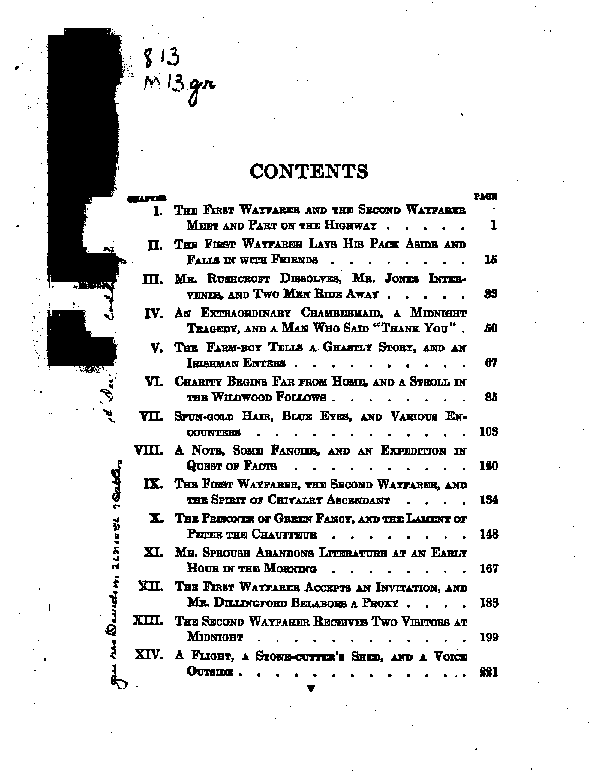 813
M13gr
CONTENTS
CHAPTER PAGE
I. The First Wayfarer and the Second Wayfarer
Meet and Part on the Highway . . . . . 1
II. The First Wayfarer Lays His Pack Aside and
Falls in with Friends . . . . . . . . 15
III. Mr. Rushcroft Dissolves, Mr. Jones Inter-
venes, and Two Men Ride Away . . . . . 33
IV. An Extraordinary Chambermaid, a Midnight
Tragedy, and a Man Who Said "Thank You" . 50
V. The Farm-boy Tells a Ghastly Story, and an
Irishman Enters . . . . . . . . . . 67
VI. Charity Begins Far from Home, and a Stroll in
the Wildwood Follows . . . . . . . . 85
VII. Spun-gold Hair, Blue Eyes, and Various En-
counters . . . . . . . . . . . . 103
VIII. A Note, Some Fancies, and an Expedition in
Quest of Facts . . . . . . . . . . 120
IX. The First Wayfarer, the Second Wayfarer, and
the Spirit of Chivalry Ascendant . . . . 134
X. The Prisoner of Green Fancy, and the Lament of
Peter the Chauffeur . . . . . . . . 148
XI. Mr. Sprouse Abandons Literature at an Early
Hour in the Morning . . . . . . . . 167
XII. The First Wayfarer Accepts an Invitation, and
Mr. Dillingford Belabors a Proxy . . . . 183
XIII. The Second Wayfarer Receives Two Visitors at
Midnight . . . . . . . . . . . . 199
XIV. A Flight, a Stone-cutter's Shed, and a Voice
Outside . . . . . . . . . . . . . 221
v